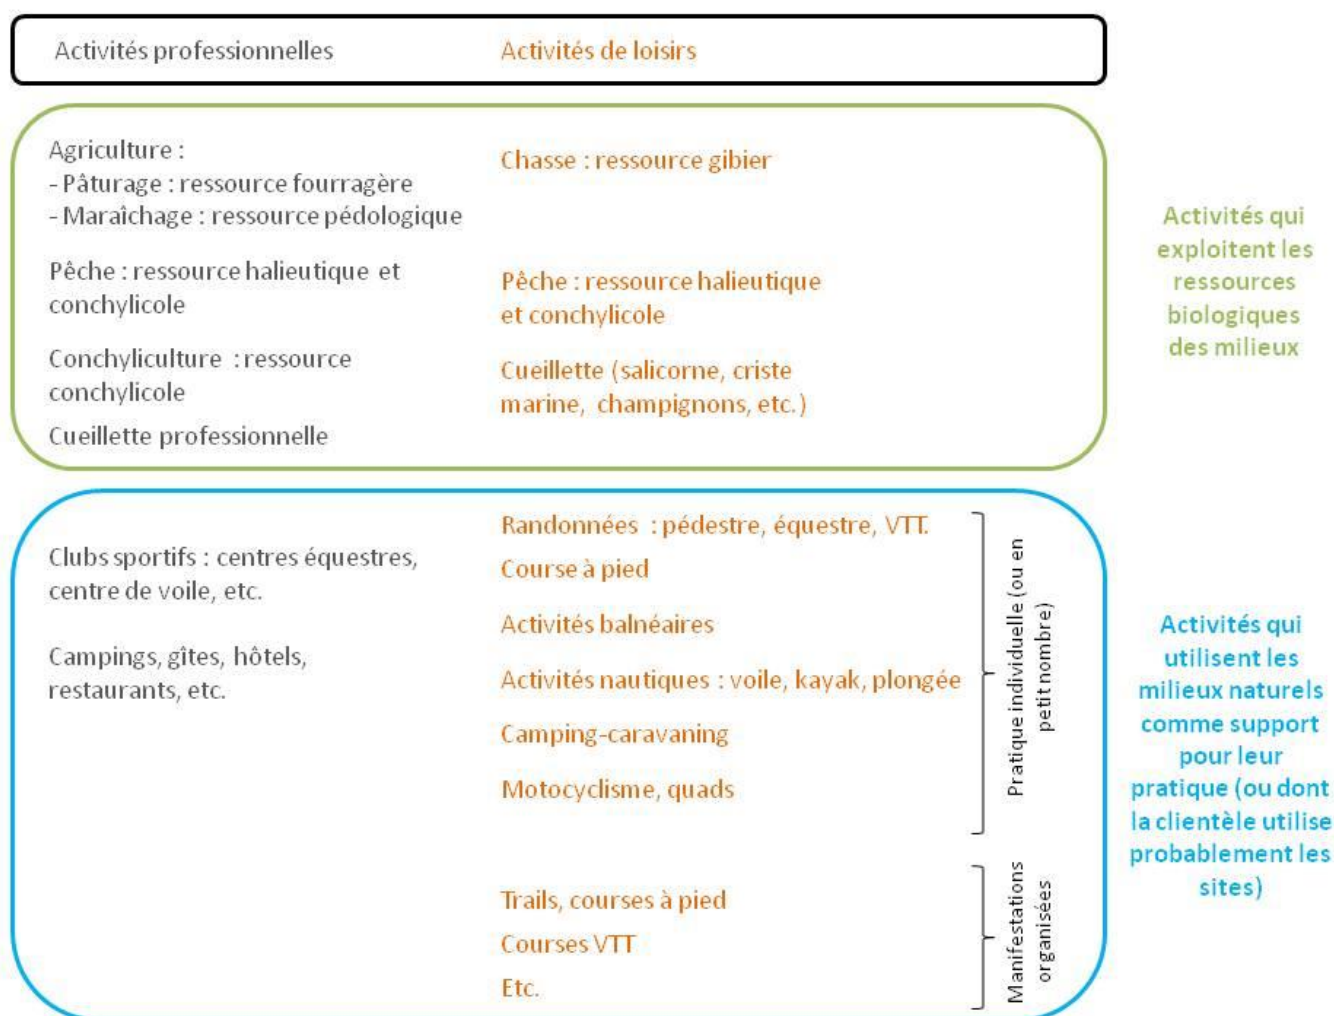 Activités professionnelles
Activités de loisirs
Agriculture :
- Pâturage : ressource fourragère
- Maraîchage : ressource pédologique
Pêche : ressource halieutique et
conchylicole
Conchyliculture : ressource
conchylicole
Cueillette professionnelle
Chasse : ressource gibier
Pêche : ressource halieutique
et conchylicole
Cueillette (salicorne, criste
marine, champignons, etc.)
Activités qui
exploitent les
ressources
biologiques
des milieux
Clubs sportifs : centres équestres,
centre de voile, etc.
Campings, gîtes, hôtels,
restaurants, etc.
Randonnées : pédestre, équestre, VTT.
Course à pied
Activités balnéaires
Activités nautiques : voile, kayak, plongée
Camping-caravaning
Motocyclisme, quads
Pratique individuelle (ou en
petit nombre)
Trails, courses à pied
Courses VTT
Etc.
Manifestations
organisées
Activités qui
utilisent les
milieux naturels
comme support
pour leur
pratique (ou dont
la clientèle utilise
probablement les
sites)